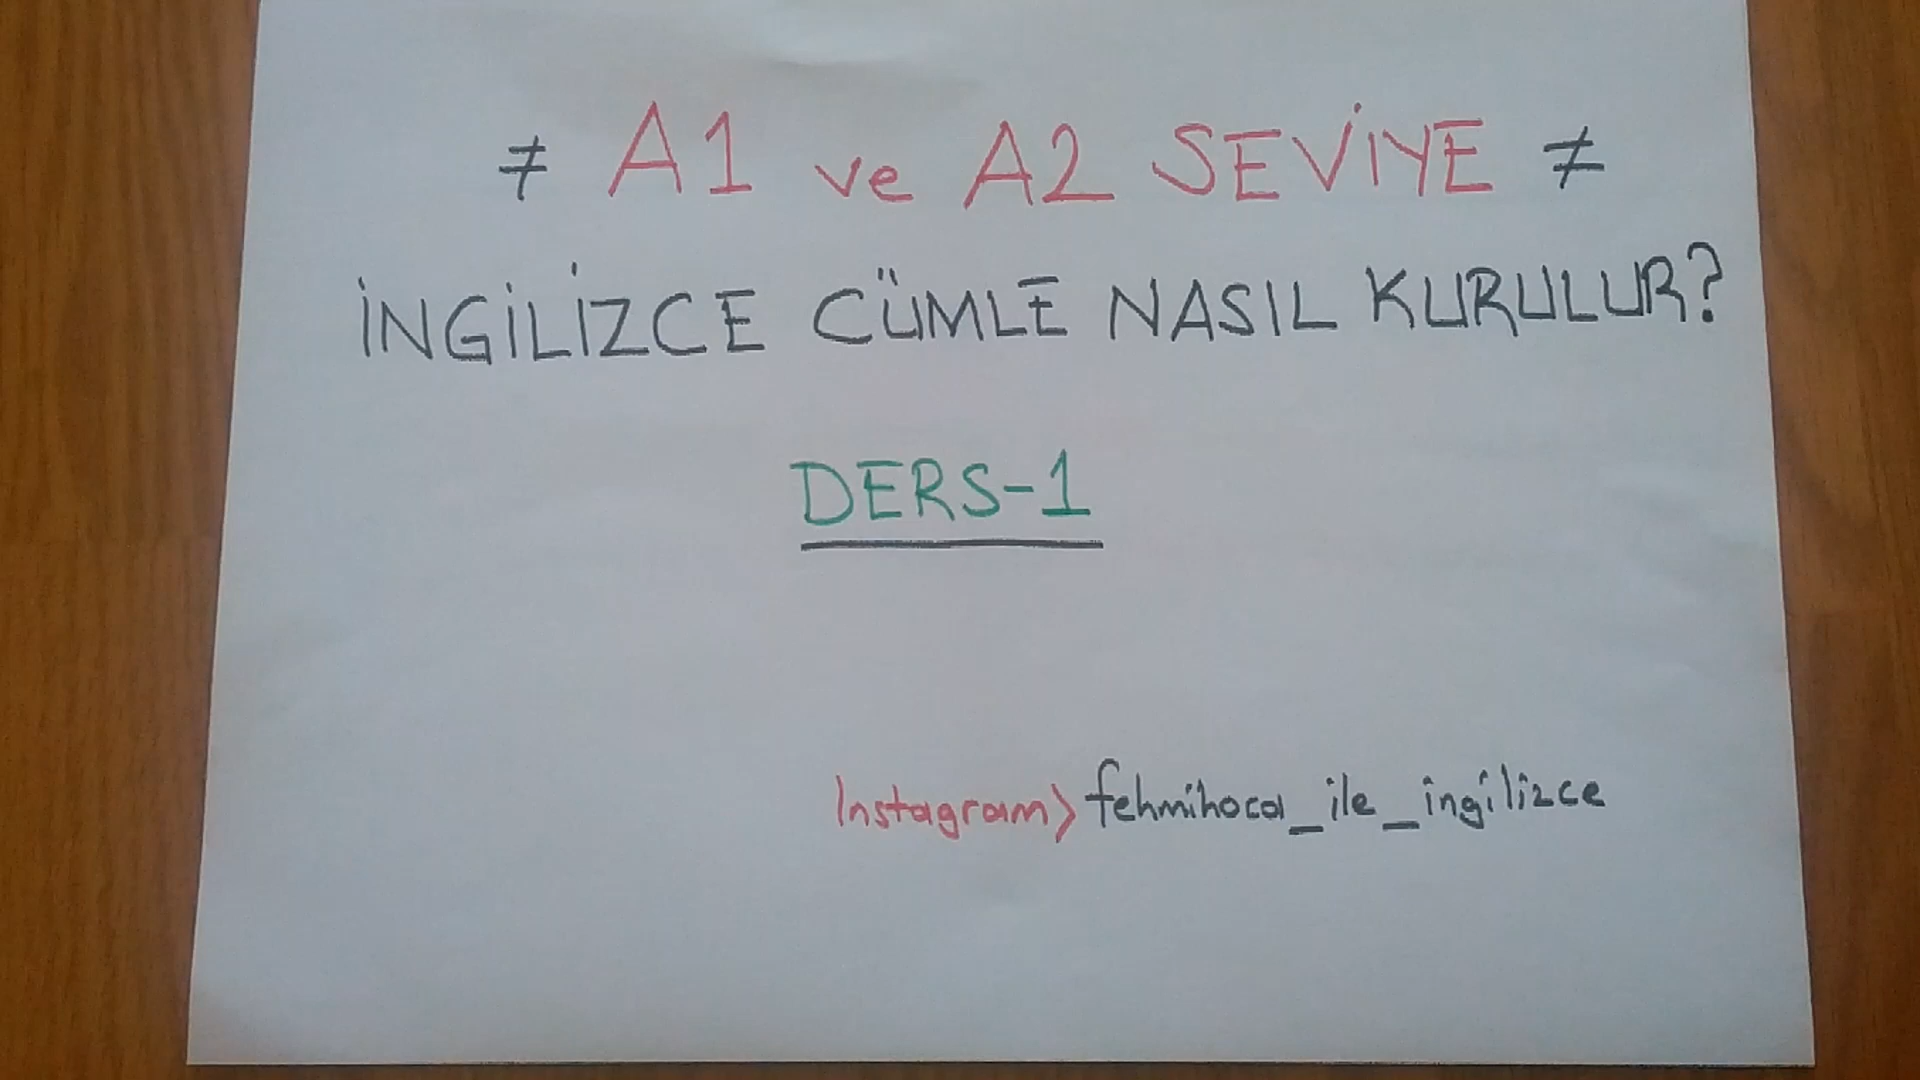 ≠ A1 ve A2 SEVİYE ≠
İNGİLİZCE CÜMLE NASIL KURULUR?
DERS-1
Instagram> fehmihoca_ile_ingilizce